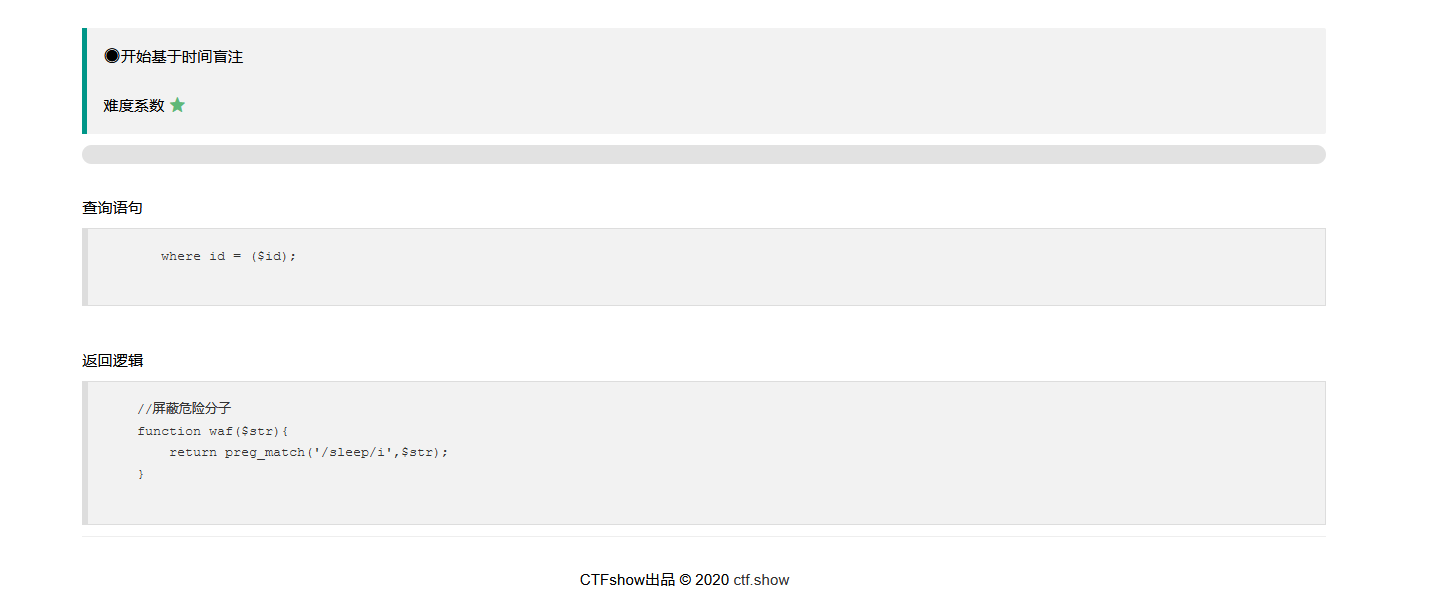 ◉开始基于时间盲注
难度系数
查询语句
where id = ($id);
返回逻辑
//屏蔽危险分子
function waf($str){
return preg_match('/sleep/i',$str);
}
CTFshow出品 © 2020 ctf.show